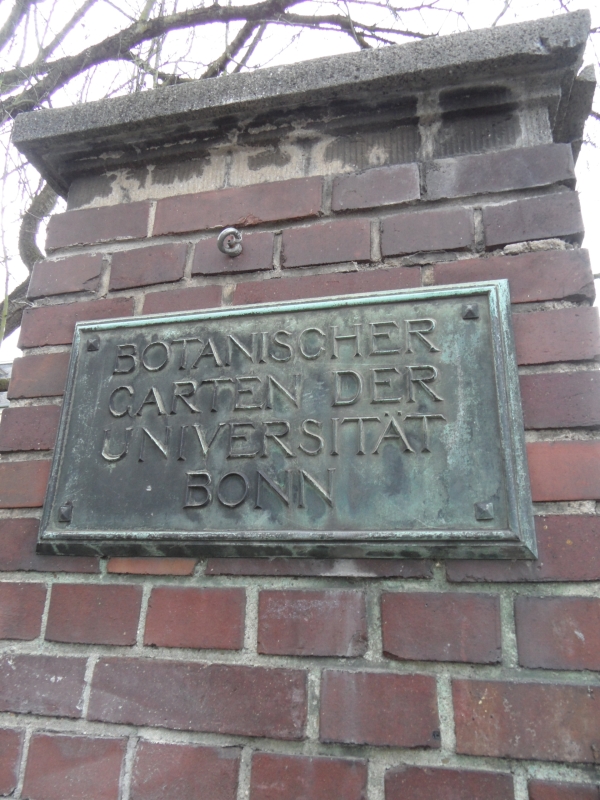 BOTANISCHER
GARTEN DER
UNIVERSITÄT
BONN